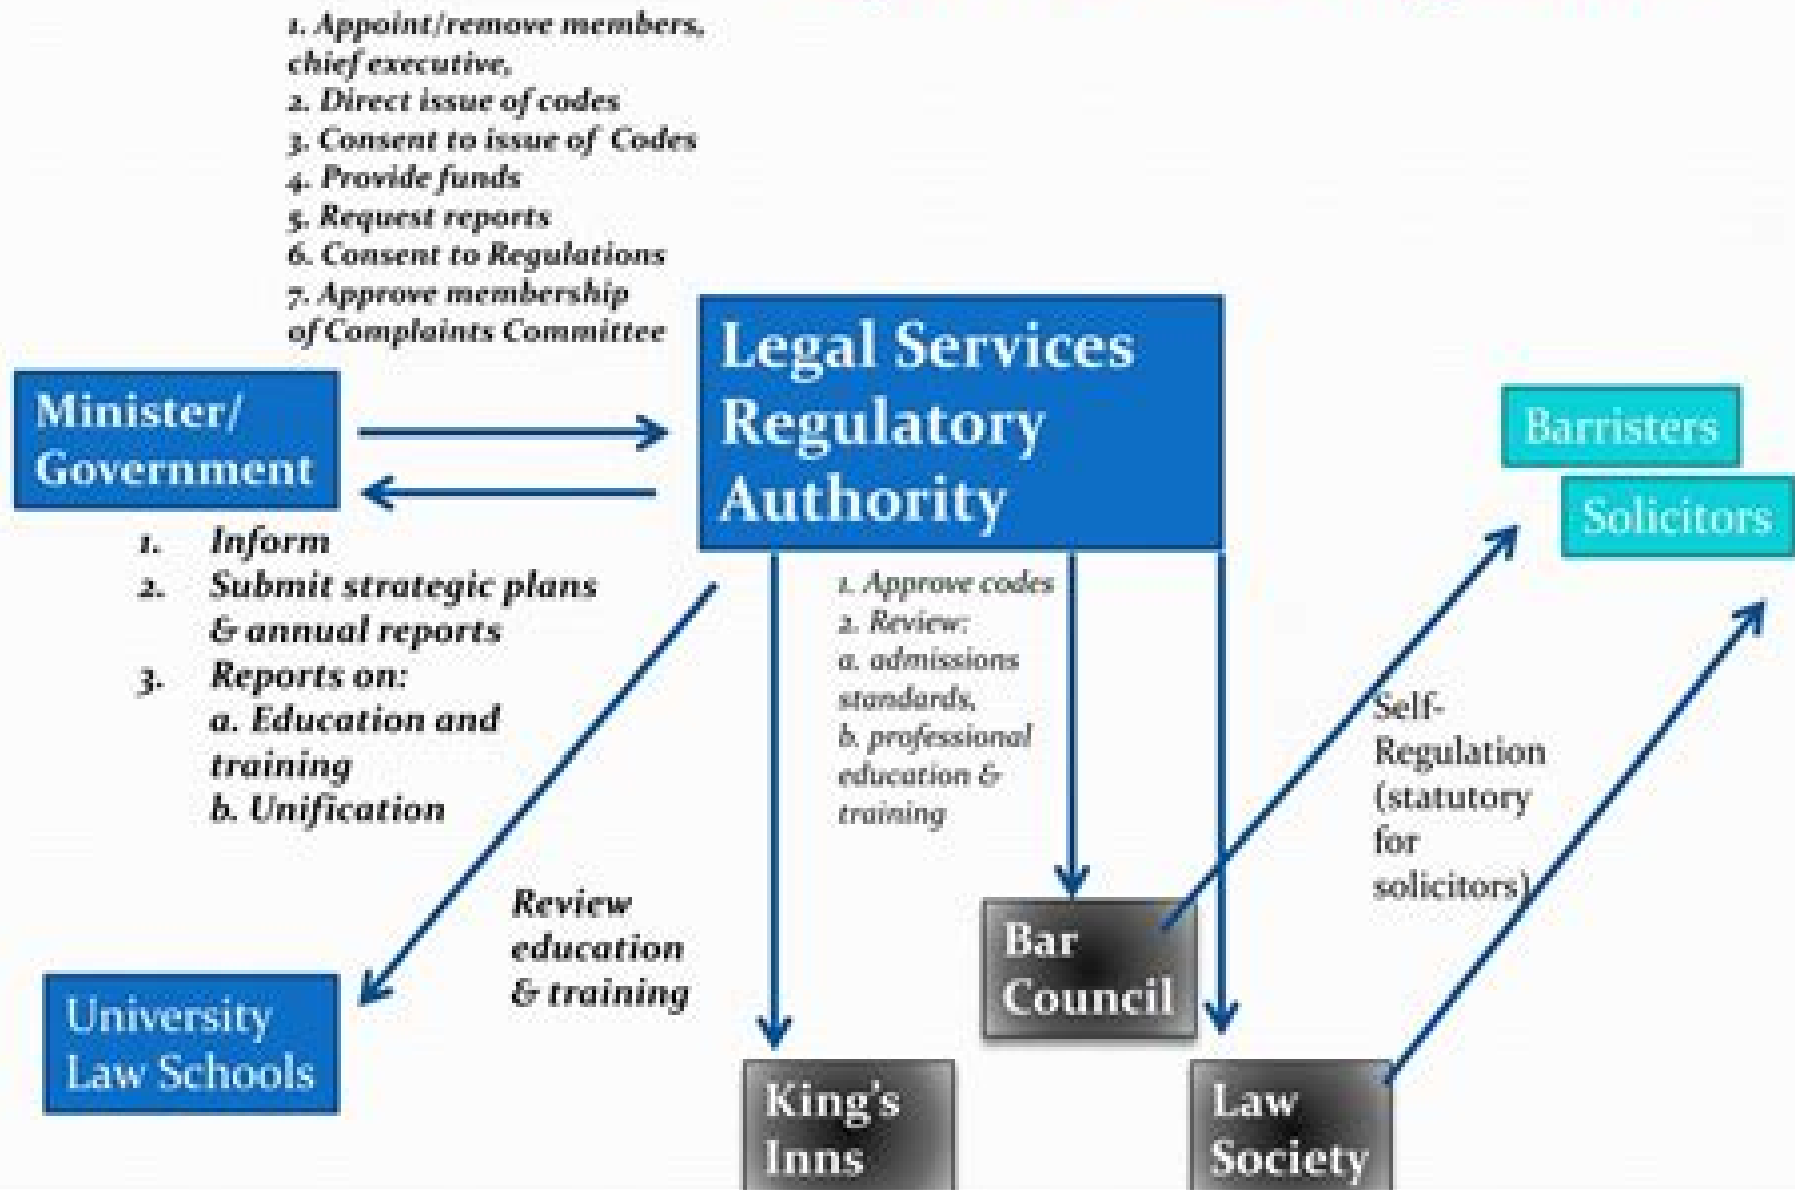 1. Appoint/remove members,
chief executive,
2. Direct issue of codes
3. Consent to issue of Codes
4. Provide funds
5. Request reports
6. Consent to Regulations
7. Approve membership
of Complaints Committee
Legal Services
Regulatory
Authority
Minister/
Government
Barristers
Solicitors
1. Inform
2. Submit strategic plans
& annual reports
3. Reports on:
a. Education and
training
b. Unification
1. Approve codes
2. Review:
a. admissions
standards,
b. professional
education &
training
Self-
Regulation
(statutory
for
solicitors)
Review
education
& training
Bar
Council
University
Law Schools
King's
Inns
Law
Society